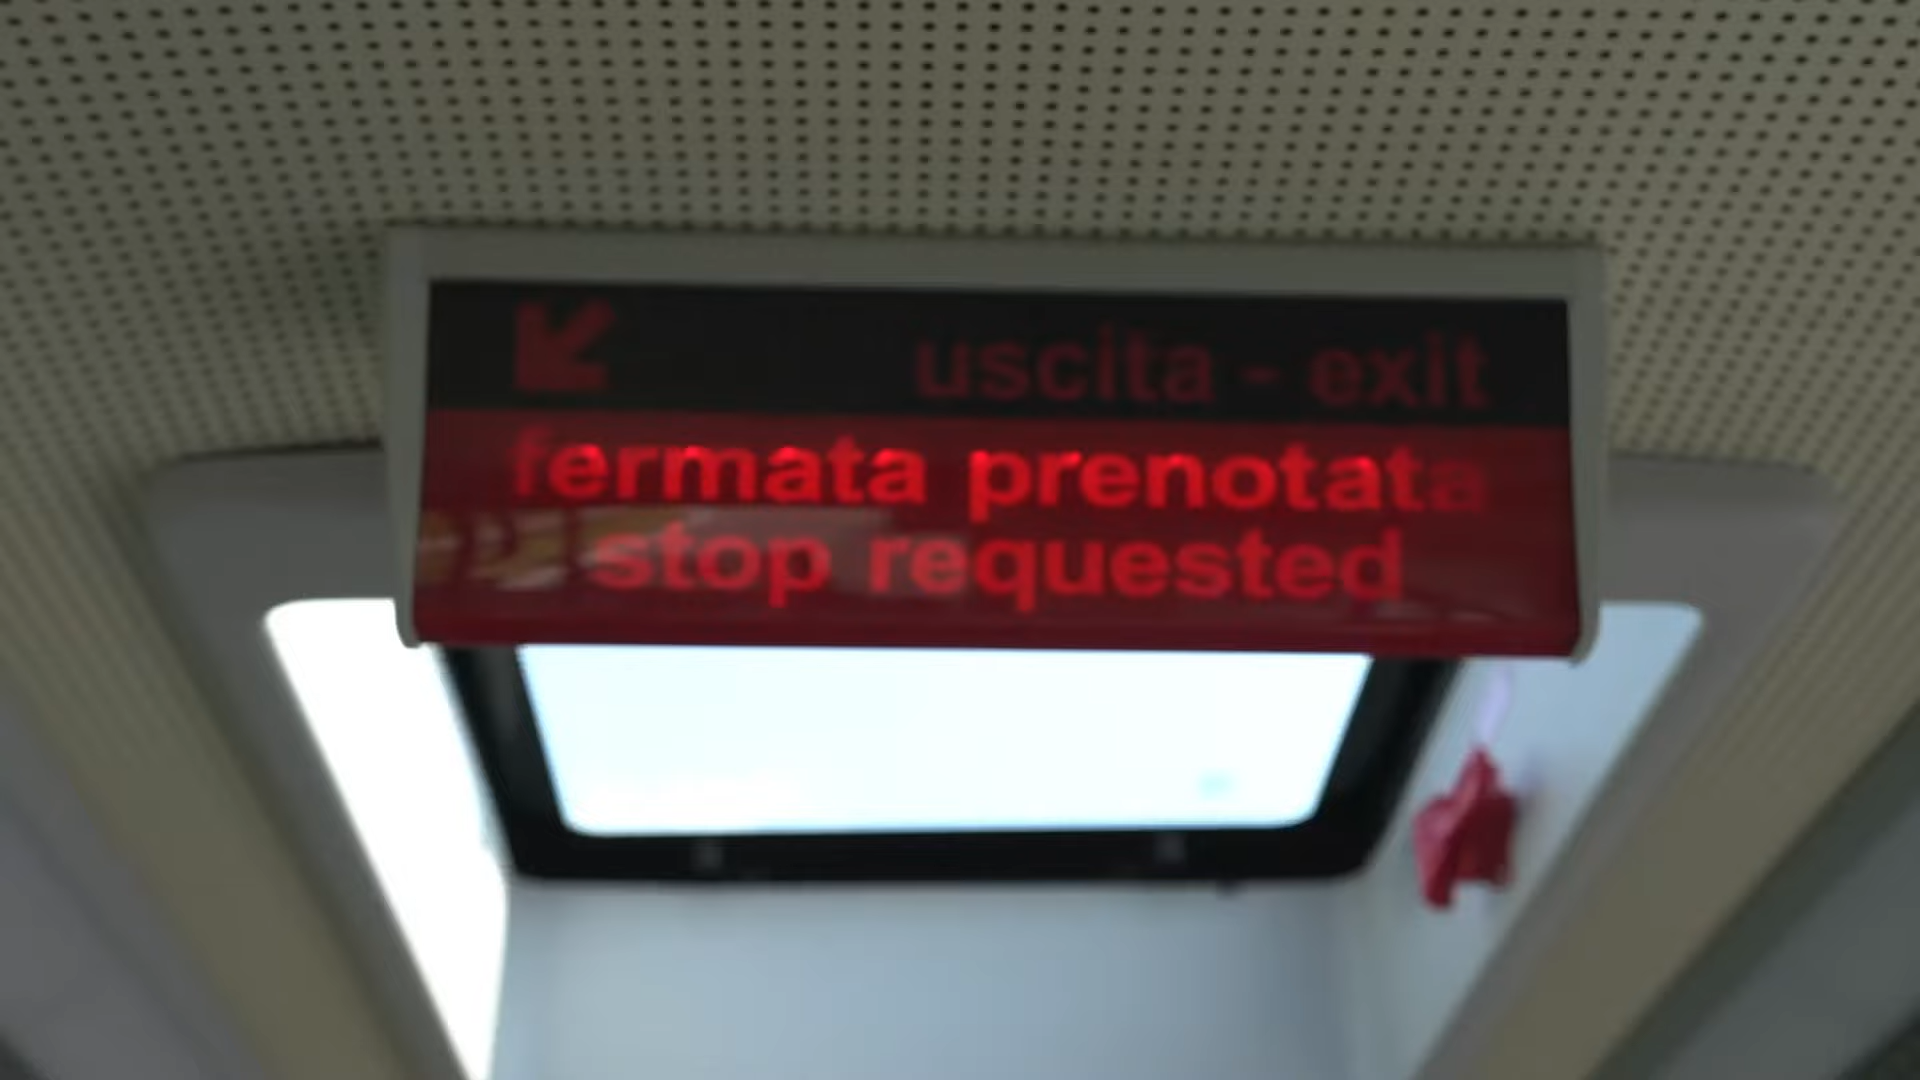 uscita - exit
fermata prenotata
stop requested